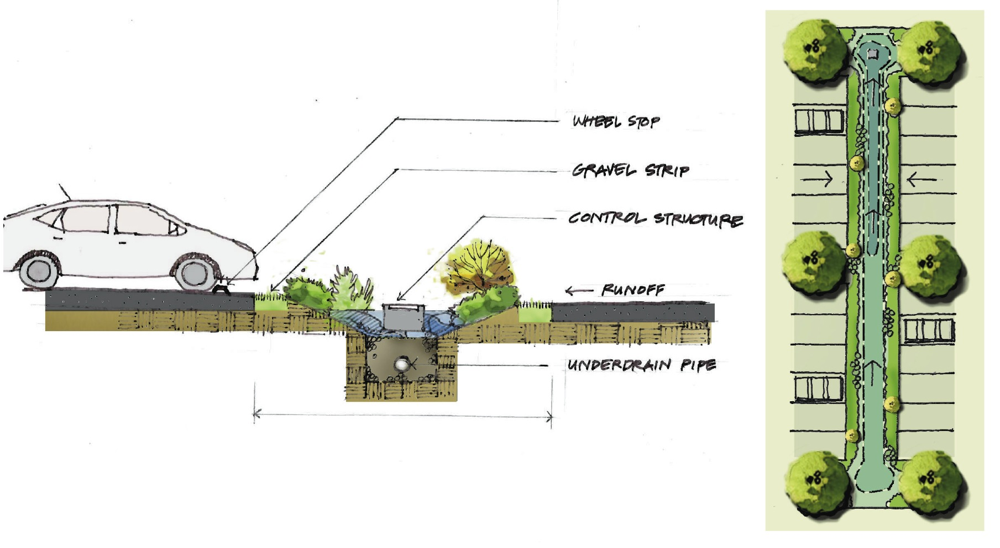 WHEEL STOP
GRAVEL STRIP
CONTROL STRUCTURE
RUNOFF
UNDERDRAIN PIPE